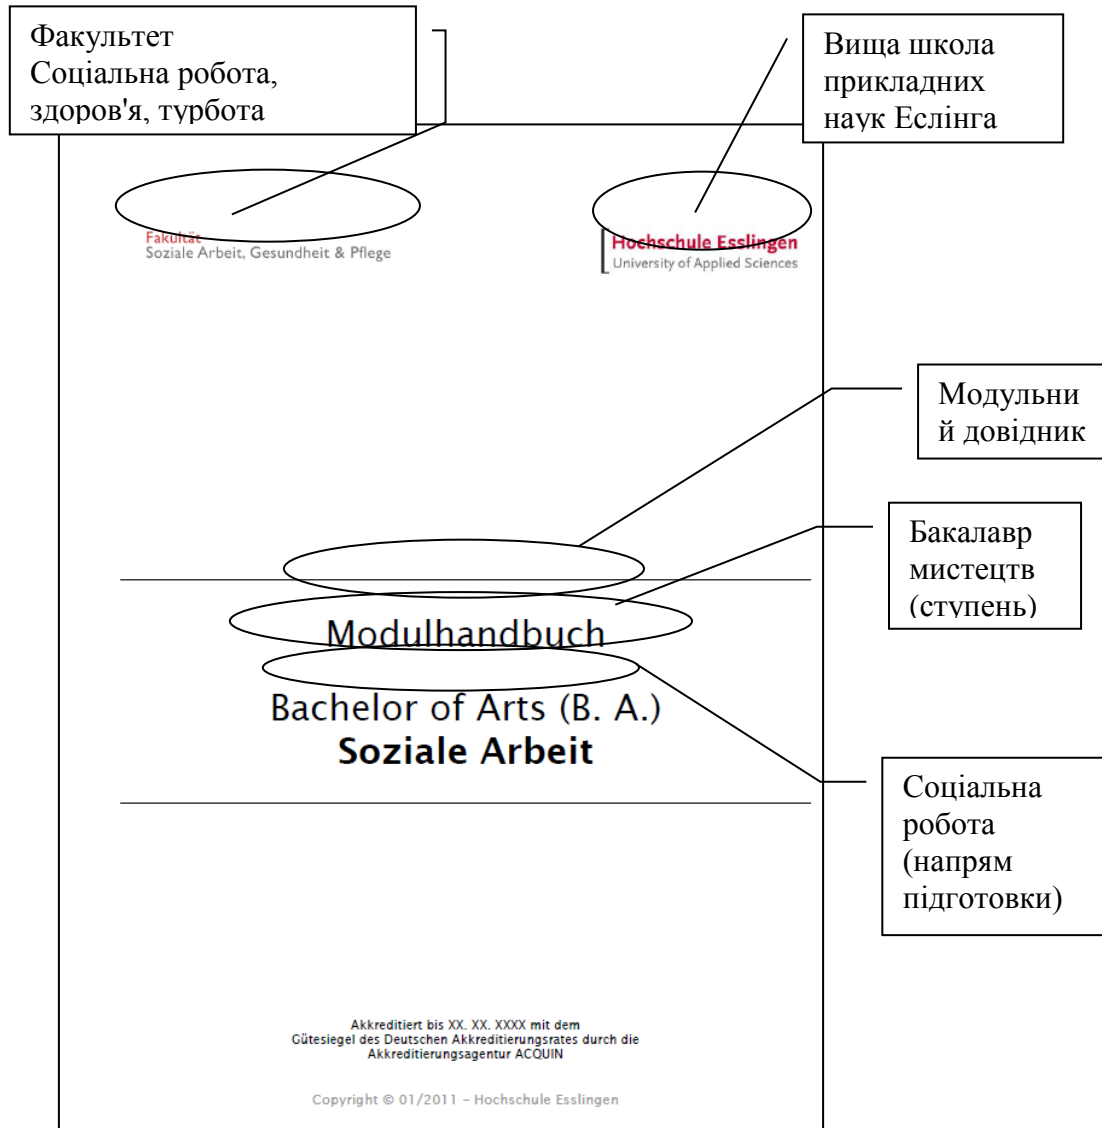 Факультет
Соціальна робота,
здоров'я, турбота
Вища школа
прикладних
наук Еслінга
Fakultät
Soziale Arbeit, Gesundheit & Pflege
Hochschule Esslingen
University of Applied Sciences
Модульни
й довідник
Бакалавр
мистецтв
(ступень)
Modulhandbuch
Bachelor of Arts (B. A.)
Soziale Arbeit
Соціальна
робота
(напрям
підготовки)
Akkreditiert bis XX. XX. XXXX mit dem
Gütesiegel des Deutschen Akkreditierungsrates durch die
Akkreditierungsagentur ACQUIN
Copyright © 01/2011 – Hochschule Esslingen